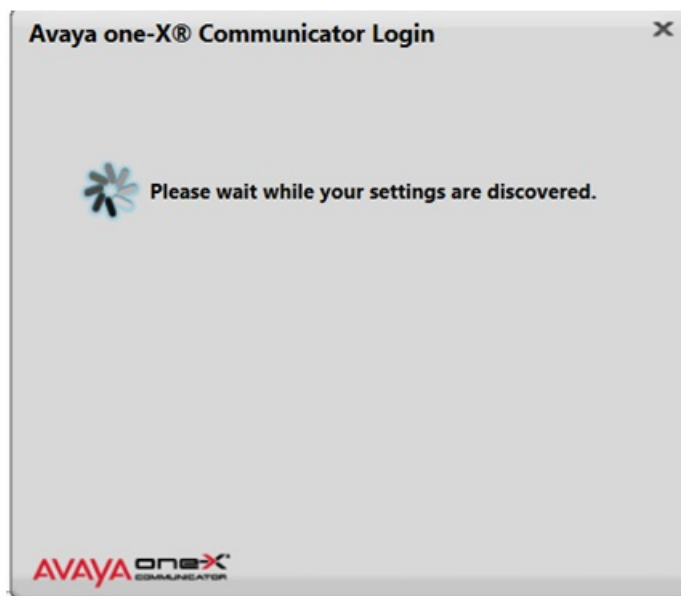 Avaya one-X® Communicator Login
Please wait while your settings are discovered.
AVAYA one-X®
COMMUNICATOR